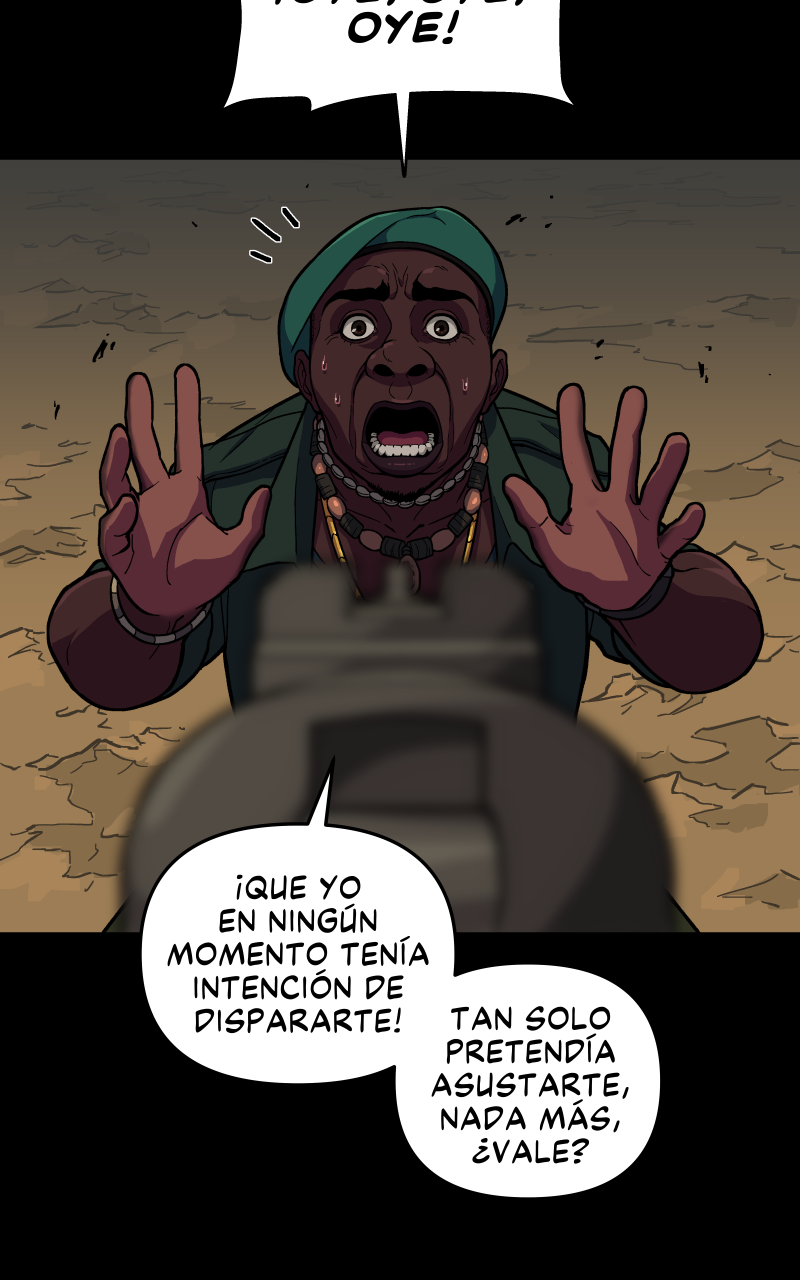 OYE!
¡QUE YO
EN NINGÚN
MOMENTO TENÍA
INTENCIÓN DE
DISPARARTE!
TAN SOLO
PRETENDÍA
ASUSTARTE,
NADA MÁS,
¿VALE?